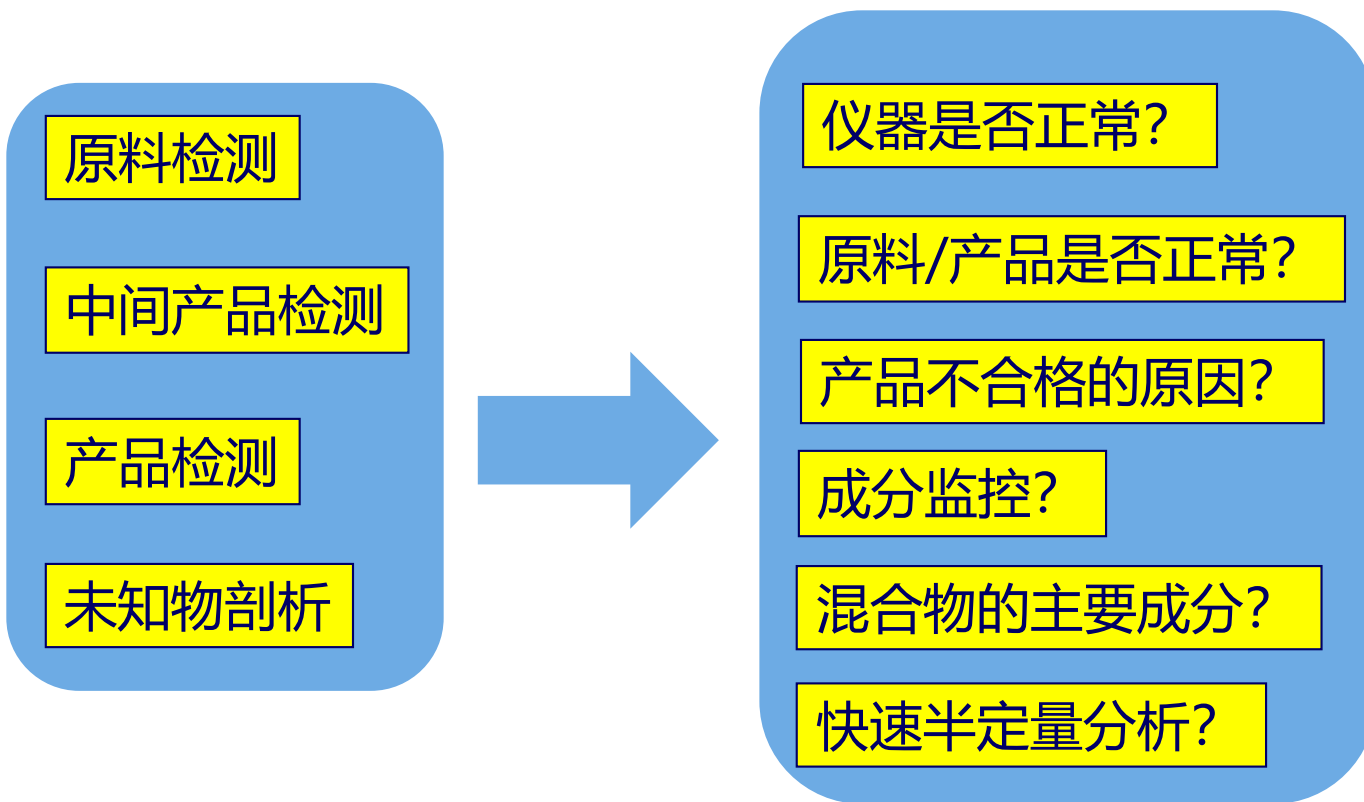 原料检测
中间产品检测
产品检测
未知物剖析
仪器是否正常?
原料/产品是否正常?
产品不合格的原因?
成分监控?
混合物的主要成分?
快速半定量分析?